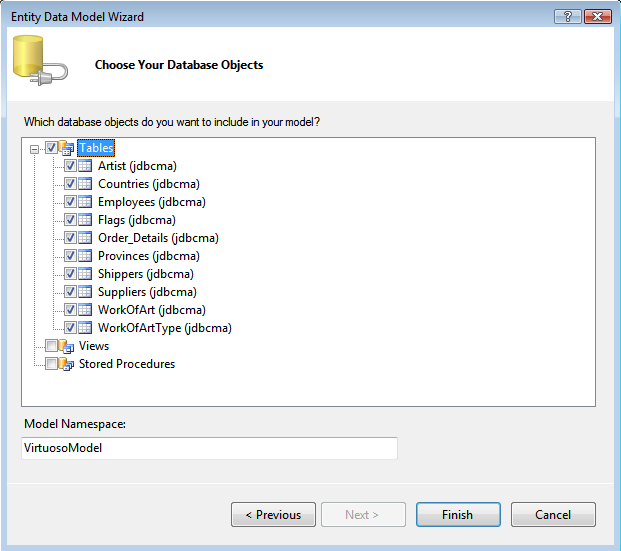 Entity Data Model Wizard
?
Choose Your Database Objects
Which database objects do you want to include in your model?
Tables
Artist (jdbcma)
Countries (jdbcma)
Employees (jdbcma)
Flags (jdbcma)
Order_Details (jdbcma)
Provinces (jdbcma)
Shippers (jdbcma)
Suppliers (jdbcma)
WorkOfArt (jdbcma)
WorkOfArtType (jdbcma)
Views
Stored Procedures
Model Namespace:
VirtuosoModel
< Previous Next > Finish Cancel